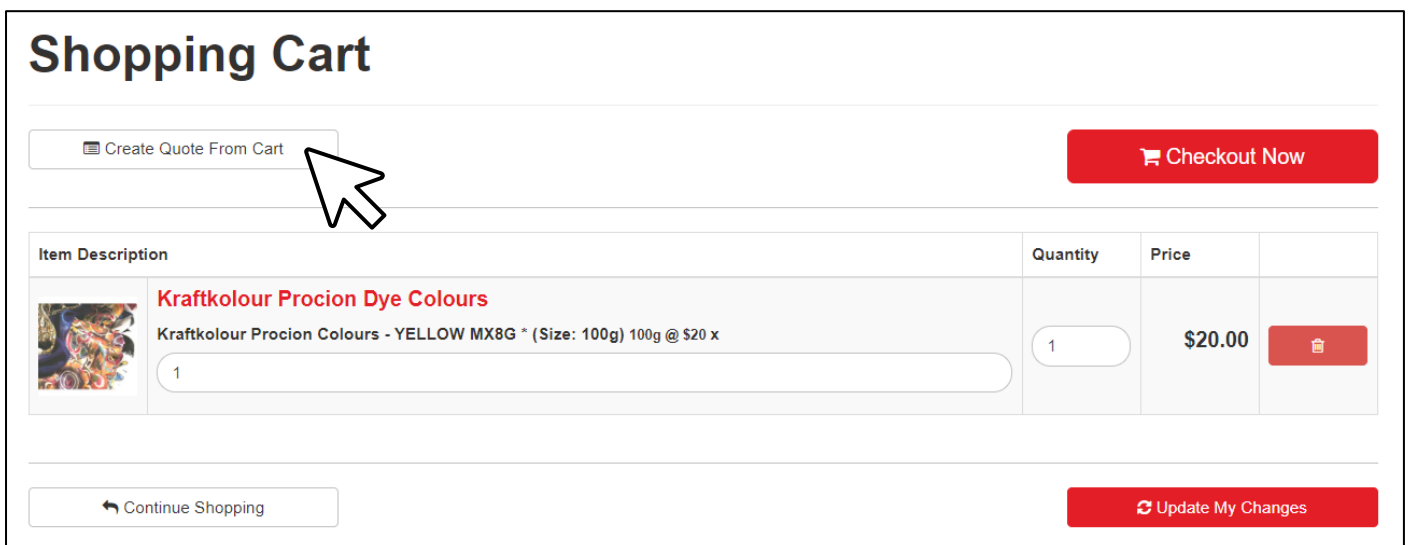 Shopping Cart
Create Quote From Cart
Checkout Now
Item Description Quantity Price
Kraftkolour Procion Dye Colours
Kraftkolour Procion Colours - YELLOW MX8G * (Size: 100g) 100g @ $20 x
1
1
$20.00
Continue Shopping
Update My Changes